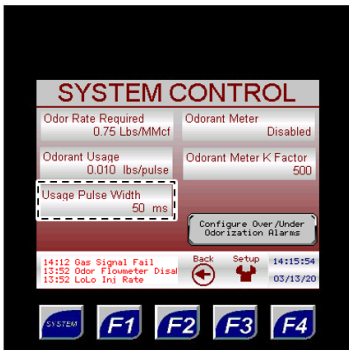 SYSTEM CONTROL
Odor Rate Required
0.75 Lbs/MMcf
Odorant Meter
Disabled
Odorant Usage
0.010 lbs/pulse
Odorant Meter K Factor
500
Usage Pulse Width
50 ms
Configure Over/Under
Odorization Alarms
14:12 Gas Signal Fail
13:52 Odor Flowmeter Disal
13:52 LoLo Inj Rate
Back
Setup
14:15:54
03/13/20
SYSTEM
F1
F2
F3
F4